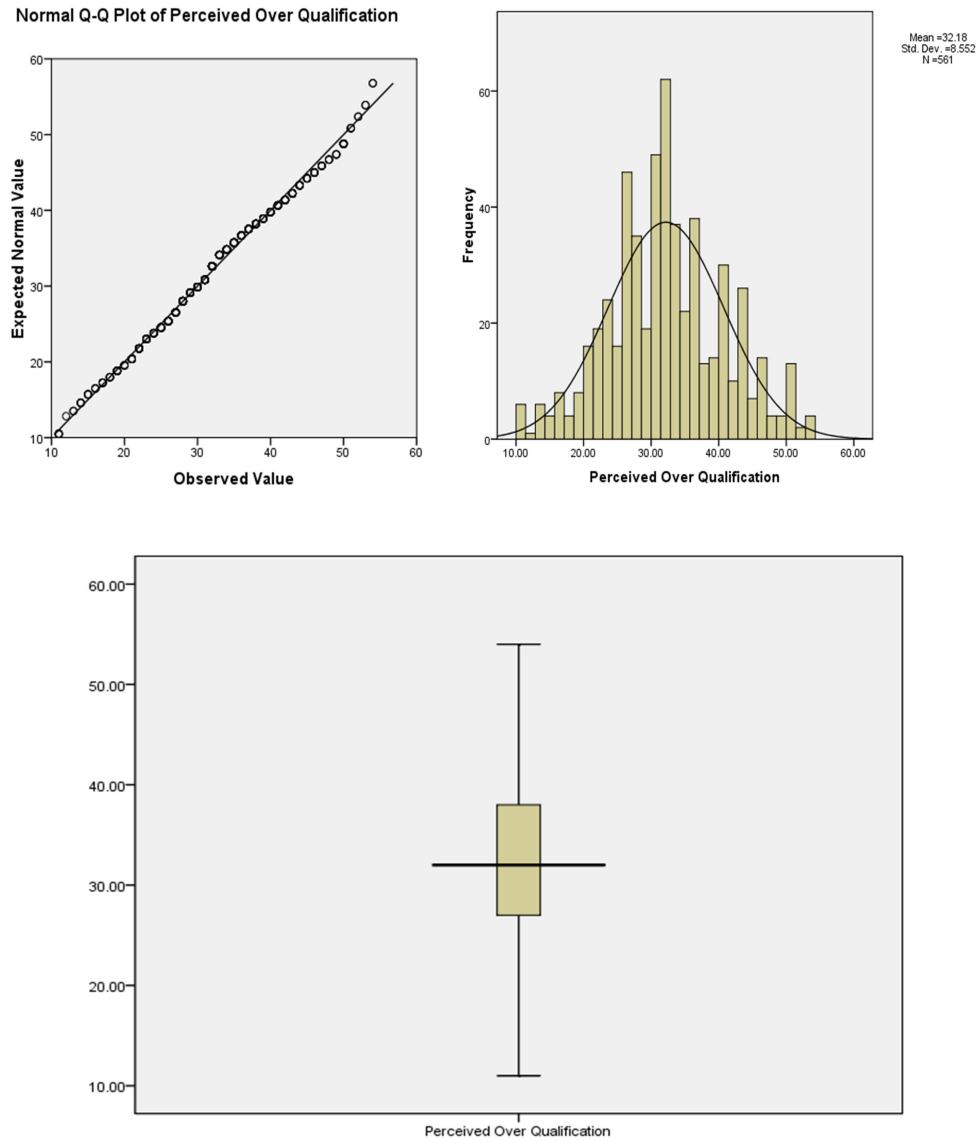 Normal Q-Q Plot of Perceived Over Qualification
60
50
40
30
20
10
Expected Normal Value
10 20 30 40 50 60
Observed Value
Mean =32.18
Std. Dev. =8.552
N =561
60
40
20
0
Frequency
10.00 20.00 30.00 40.00 50.00 60.00
Perceived Over Qualification
60.00
50.00
40.00
30.00
20.00
10.00
Perceived Over Qualification